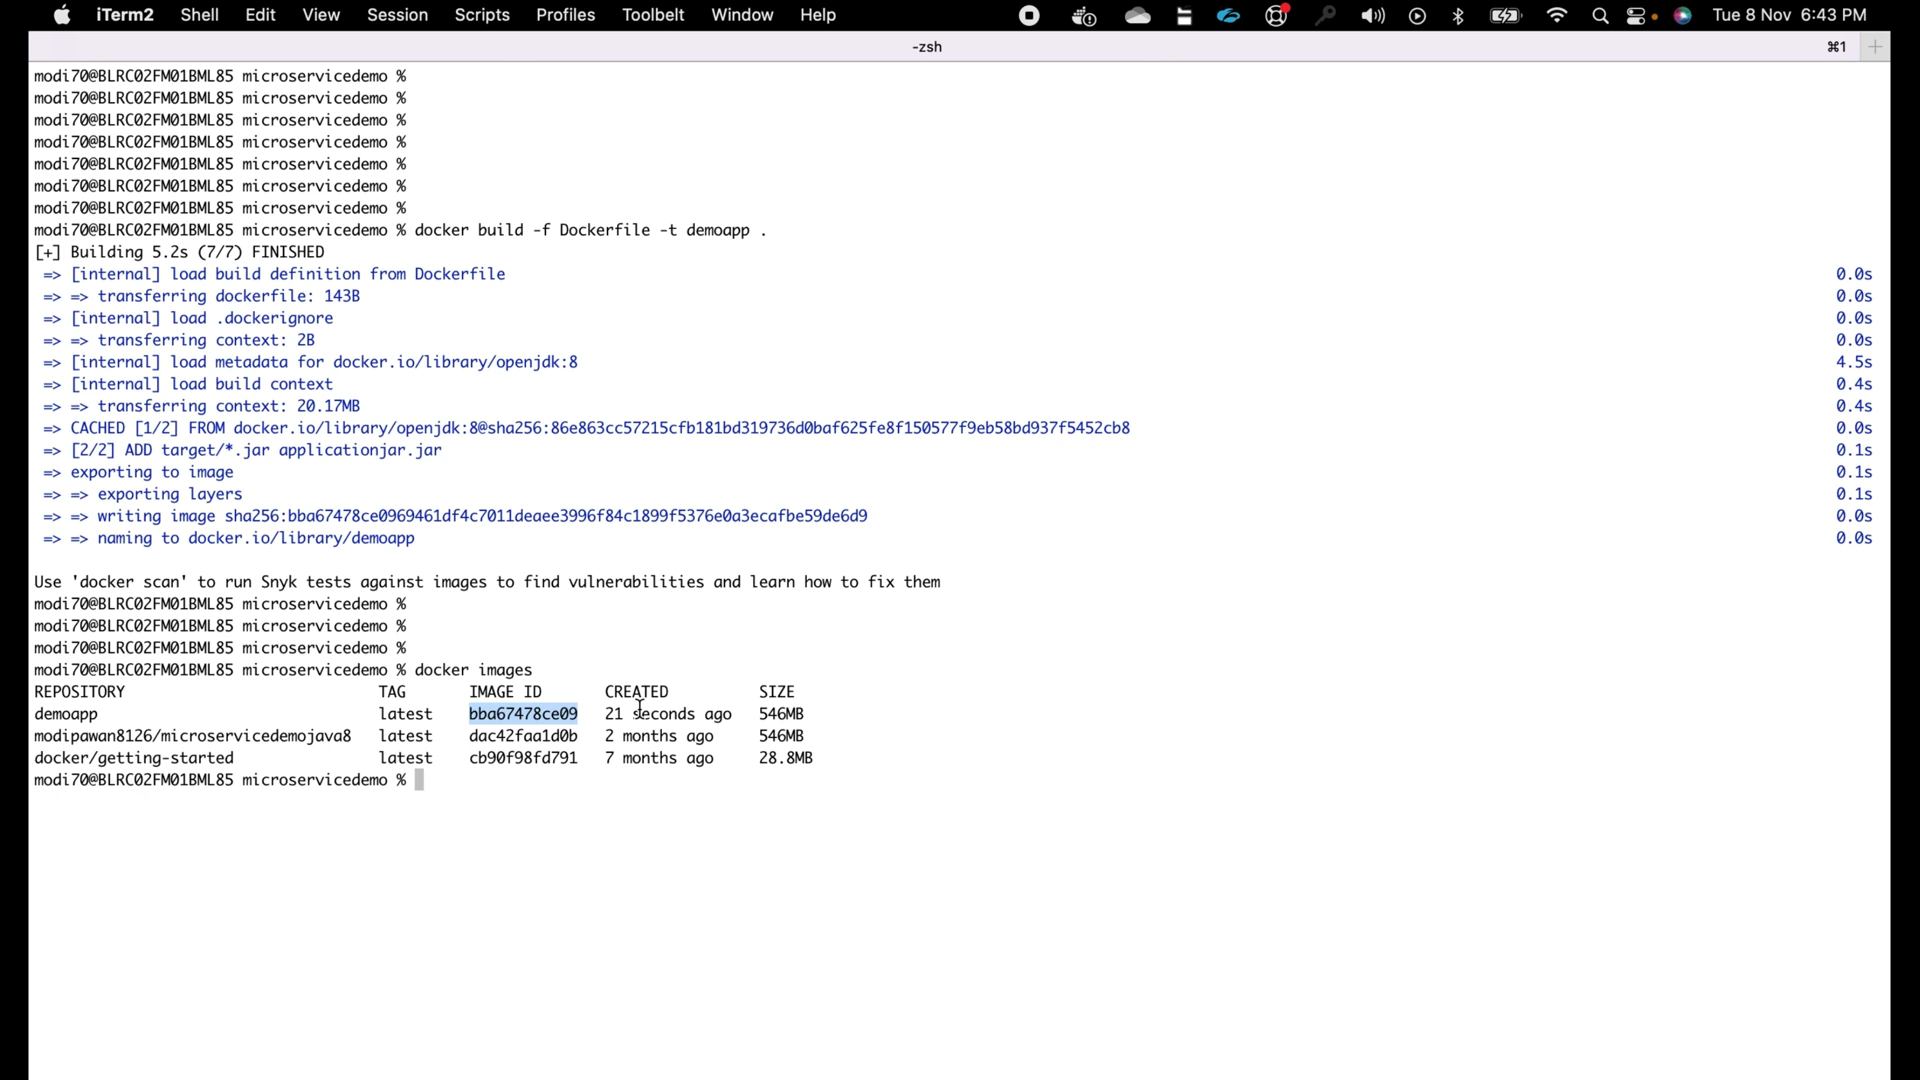 iTerm2 Shell Edit View Session Scripts Profiles Toolbelt Window Help Tue 8 Nov 6:43 PM
-zsh ⌘1
modi70@BLRC02FM01BML85 microservicedemo %
modi70@BLRC02FM01BML85 microservicedemo %
modi70@BLRC02FM01BML85 microservicedemo %
modi70@BLRC02FM01BML85 microservicedemo %
modi70@BLRC02FM01BML85 microservicedemo %
modi70@BLRC02FM01BML85 microservicedemo %
modi70@BLRC02FM01BML85 microservicedemo %
modi70@BLRC02FM01BML85 microservicedemo % docker build -f Dockerfile -t demoapp .
[+] Building 5.2s (7/7) FINISHED
=> [internal] load build definition from Dockerfile 0.0s
=> => transferring dockerfile: 143B 0.0s
=> [internal] load .dockerignore 0.0s
=> => transferring context: 2B 0.0s
=> [internal] load metadata for docker.io/library/openjdk:8 4.5s
=> [internal] load build context 0.4s
=> => transferring context: 20.17MB 0.4s
=> CACHED [1/2] FROM docker.io/library/openjdk:8@sha256:86e863cc57215cfb181bd319736d0baf625fe8f150577f9eb58bd937f5452cb8 0.0s
=> [2/2] ADD target/*.jar applicationjar.jar 0.1s
=> exporting to image 0.1s
=> => exporting layers 0.1s
=> => writing image sha256:bba67478ce0969461df4c7011deaee3996f84c1899f5376e0a3ecafbe59de6d9 0.0s
=> => naming to docker.io/library/demoapp 0.0s
Use 'docker scan' to run Snyk tests against images to find vulnerabilities and learn how to fix them
modi70@BLRC02FM01BML85 microservicedemo %
modi70@BLRC02FM01BML85 microservicedemo %
modi70@BLRC02FM01BML85 microservicedemo %
modi70@BLRC02FM01BML85 microservicedemo % docker images
REPOSITORY TAG IMAGE ID CREATED SIZE
demoapp latest bba67478ce09 21 seconds ago 546MB
modipawan8126/microservicedemojava8 latest dac42faa1d0b 2 months ago 546MB
docker/getting-started latest cb90f98fd791 7 months ago 28.8MB
modi70@BLRC02FM01BML85 microservicedemo %